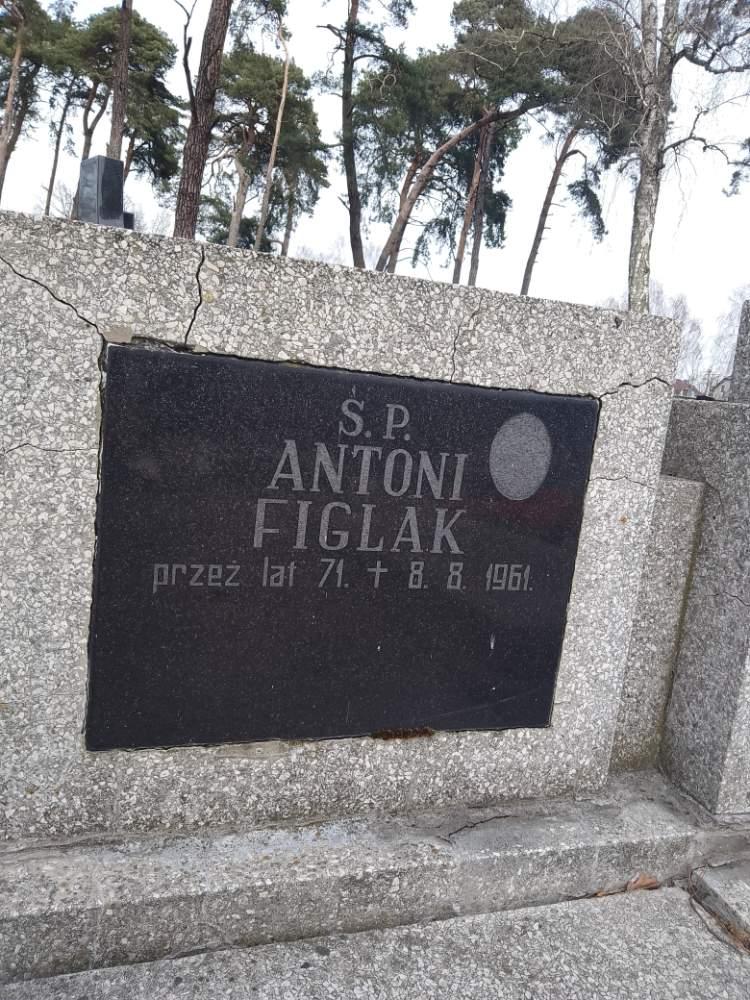 Ś. P.
ANTONI
FIGLAK
przeż lat 71. ✝ 8. 8. 1961.